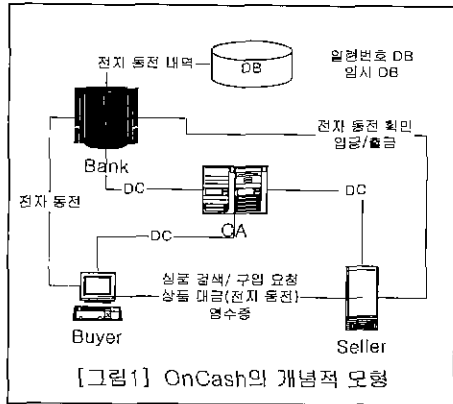 전자 동전 내역
DB
일련번호 DB
임시 DB
전자 동전 확인
입금/출금
Bank
DC
DC
전자 동전
CA
DC
상품 검색/ 구입 요청
상품 대금(전자 동전)
영수증
Buyer
Seller
[그림1] OnCash의 개념적 모형